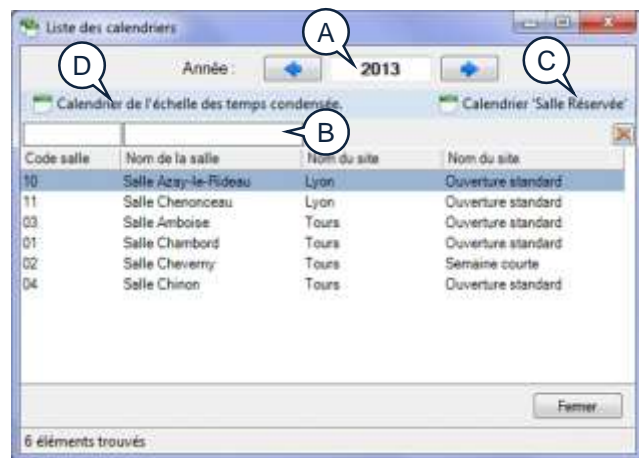 Liste des calendriers
A
D
C
Année :
2013
Calendrier de l'échelle des temps condensée.
Calendrier 'Salle Réservée'
B
Code salle Nom de la salle Nom du site Nom du site
10 Salle Azay-le-Rideau Lyon Ouverture standard
11 Salle Chenonceau Lyon Ouverture standard
03 Salle Amboise Tours Ouverture standard
01 Salle Chambord Tours Ouverture standard
02 Salle Cheverny Tours Semaine courte
04 Salle Chinon Tours Ouverture standard
Fermer
6 éléments trouvés